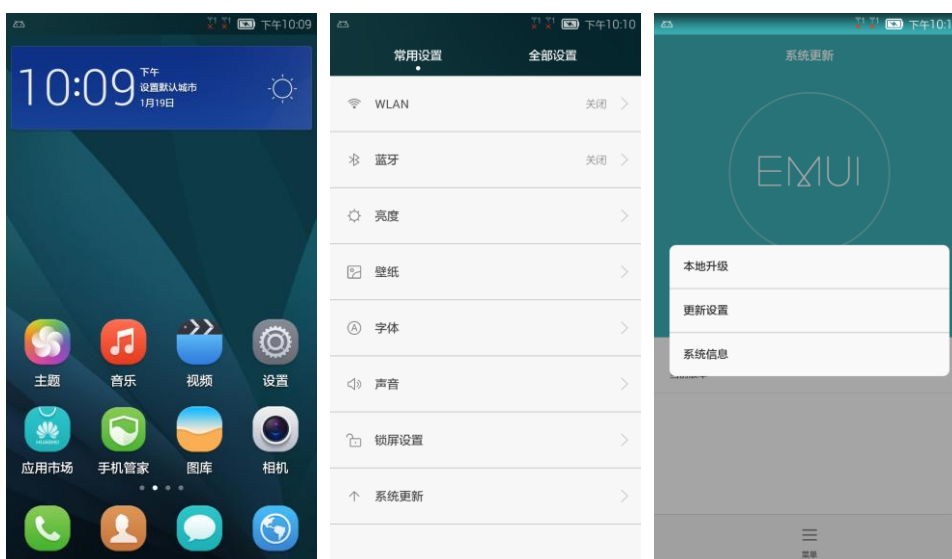 下午10:09
10:09
下午
设置默认城市
1月19日
主题
音乐
视频
设置
HUAWEI
应用市场
手机管家
图库
相机
下午10:10
常用设置
全部设置
WLAN
关闭
蓝牙
关闭
亮度
壁纸
字体
声音
锁屏设置
系统更新
下午10:1
系统更新
EMUI
本地升级
更新设置
系统信息
菜单